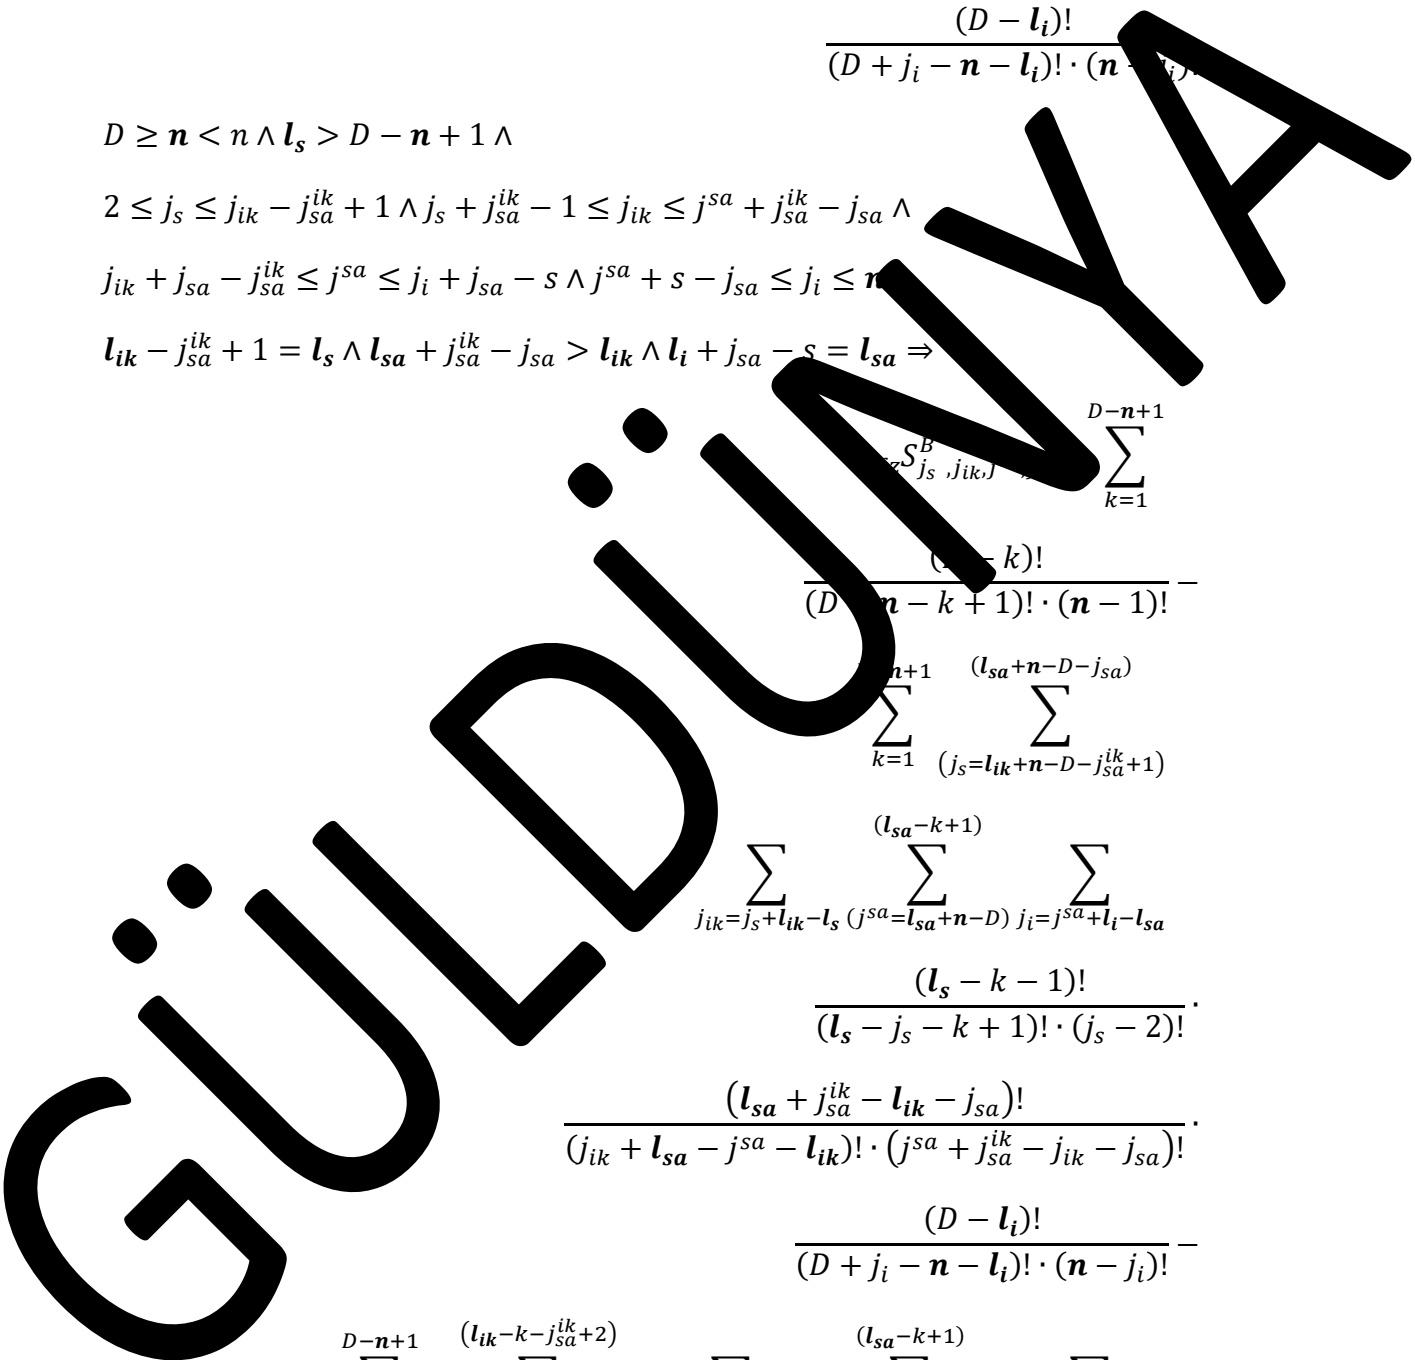 (D − l_i)!
(D + j_i − n − l_i)! · (n
D ≥ n < n ∧ l_s > D − n + 1 ∧
2 ≤ j_s ≤ j_ik − j_sa^ik + 1 ∧ j_s + j_sa^ik − 1 ≤ j_ik ≤ j^sa + j_sa^ik − j_sa ∧
j_ik + j_sa − j_sa^ik ≤ j^sa ≤ j_i + j_sa − s ∧ j^sa + s − j_sa ≤ j_i ≤ n
l_ik − j_sa^ik + 1 = l_s ∧ l_sa + j_sa^ik − j_sa > l_ik ∧ l_i + j_sa − s = l_sa ⇒
D−n+1
S^B_j_s ,j_ik, ∑
k=1
− k)!
(D n − k + 1)! · (n − 1)! −
n+1 (l_sa+n−D−j_sa)
∑ ∑
k=1 (j_s=l_ik+n−D−j_sa^ik+1)
(l_sa−k+1)
∑ ∑ ∑
j_ik=j_s+l_ik−l_s (j^sa=l_sa+n−D) j_i=j^sa+l_i−l_sa
(l_s − k − 1)!
(l_s − j_s − k + 1)! · (j_s − 2)! ·
(l_sa + j_sa^ik − l_ik − j_sa)!
(j_ik + l_sa − j^sa − l_ik)! · (j^sa + j_sa^ik − j_ik − j_sa)! ·
(D − l_i)!
(D + j_i − n − l_i)! · (n − j_i)! −
D−n+1 (l_ik−k−j_sa^ik+2) (l_sa−k+1)
GÜLDÜNYA